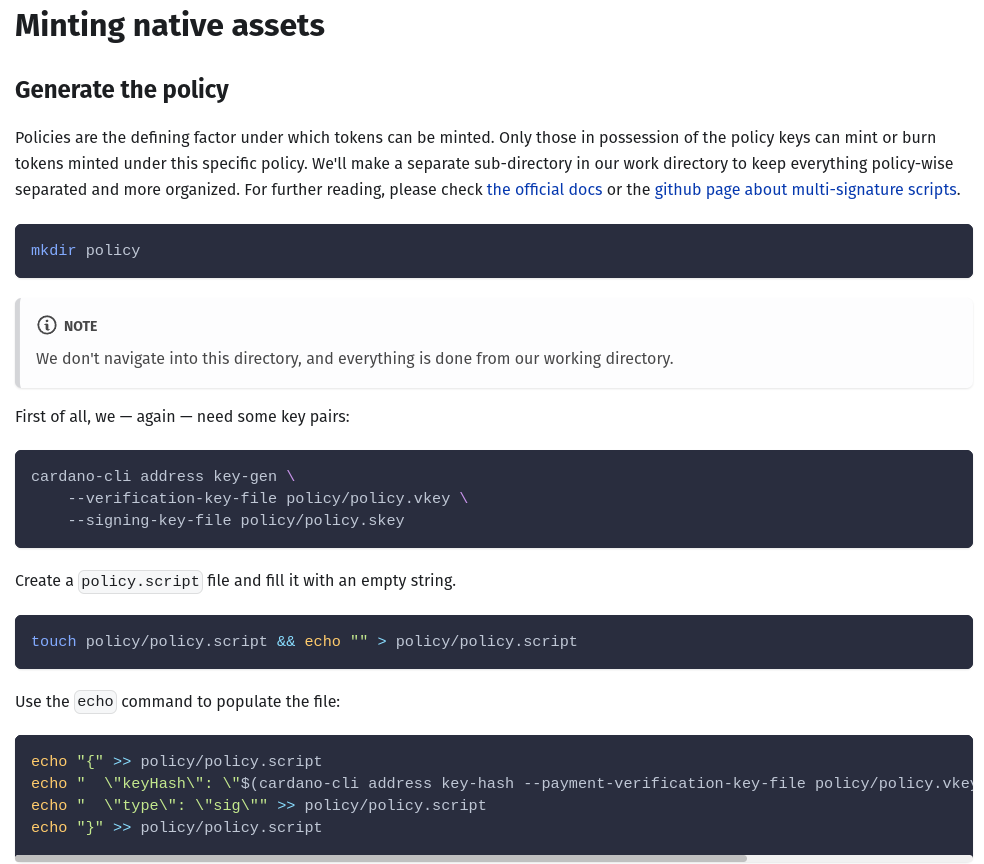 Minting native assets
Generate the policy
Policies are the defining factor under which tokens can be minted. Only those in possession of the policy keys can mint or burn
tokens minted under this specific policy. We'll make a separate sub-directory in our work directory to keep everything policy-wise
separated and more organized. For further reading, please check the official docs or the github page about multi-signature scripts.
mkdir policy
NOTE
We don't navigate into this directory, and everything is done from our working directory.
First of all, we — again — need some key pairs:
cardano-cli address key-gen \
    --verification-key-file policy/policy.vkey \
    --signing-key-file policy/policy.skey
Create a policy.script file and fill it with an empty string.
touch policy/policy.script && echo "" > policy/policy.script
Use the echo command to populate the file:
echo "{" >> policy/policy.script
echo "  \"keyHash\": \"$(cardano-cli address key-hash --payment-verification-key-file policy/policy.vkey
echo "  \"type\": \"sig\"" >> policy/policy.script
echo "}" >> policy/policy.script